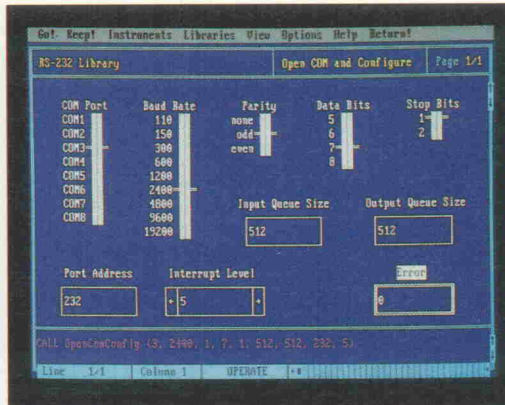 Go!  Keep!  Instruments  Libraries  View  Options  Help  Return!
RS-232 Library  Open COM and Configure  Page 1/1
COM Port  Baud Rate  Parity  Data Bits  Stop Bits
COM1  110  none  5  1
COM2  150  odd  6  2
COM3  300  even  7
COM4  600  8
COM5  1200
COM6  2400
COM7  4800
COM8  9600
19200
Input Queue Size  Output Queue Size
512  512
Port Address  Interrupt Level  Error
232  5  0
CALL OpenComConfig (3, 2400, 1, 7, 1, 512, 512, 232, 5)
Line  1/1  Column 1  OPERATE